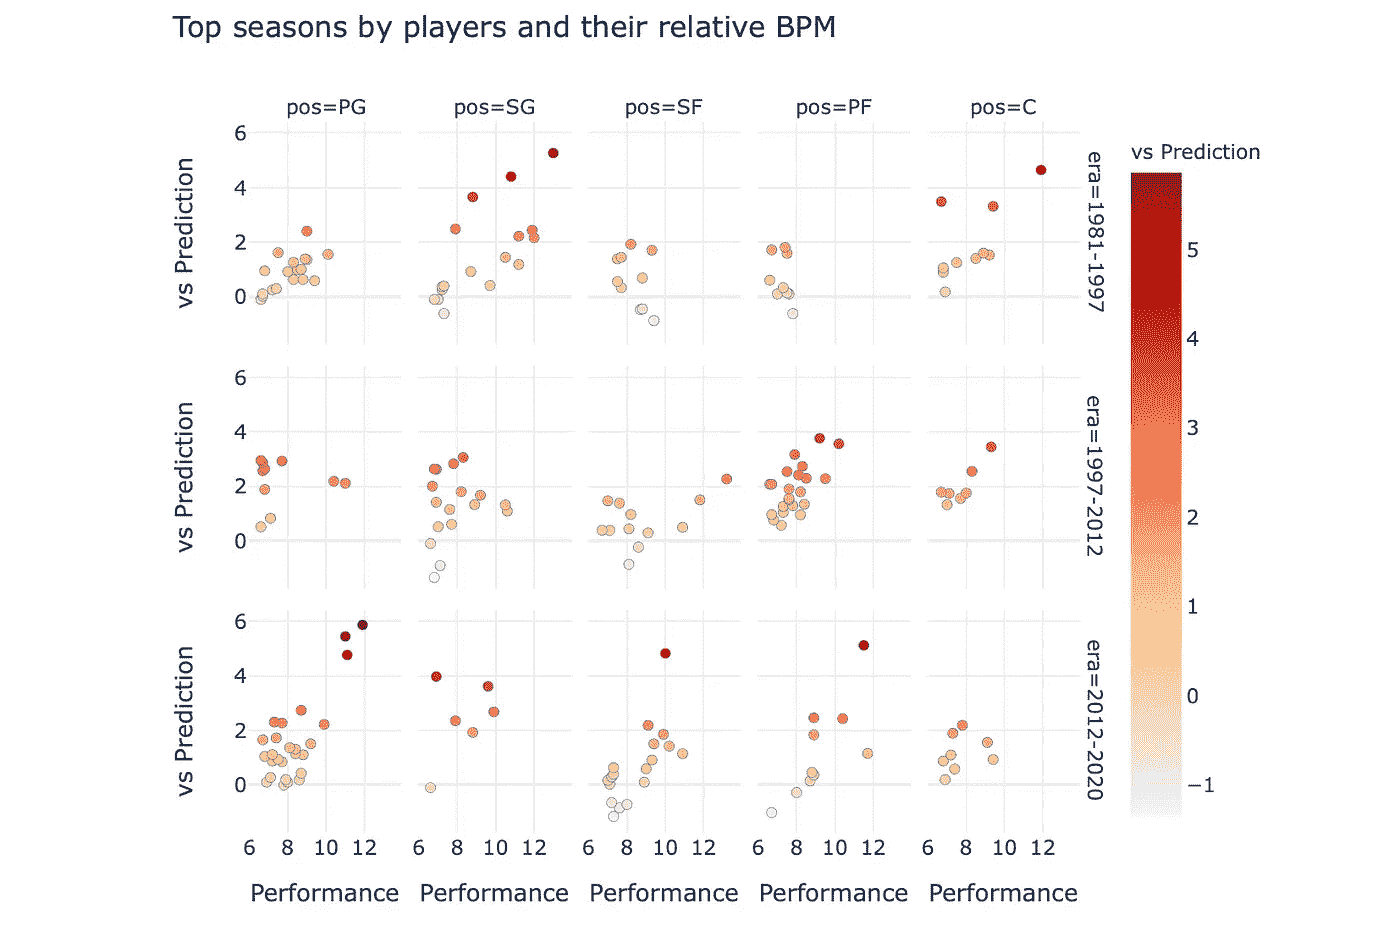 Top seasons by players and their relative BPM
pos=PG pos=SG pos=SF pos=PF pos=C
vs Prediction
6
4
2
0
vs Prediction
6
4
2
0
vs Prediction
6
4
2
0
6 8 10 12
6 8 10 12
6 8 10 12
6 8 10 12
6 8 10 12
Performance Performance Performance Performance Performance
era=1981-1997
era=1997-2012
era=2012-2020
vs Prediction
5
4
3
2
1
0
−1